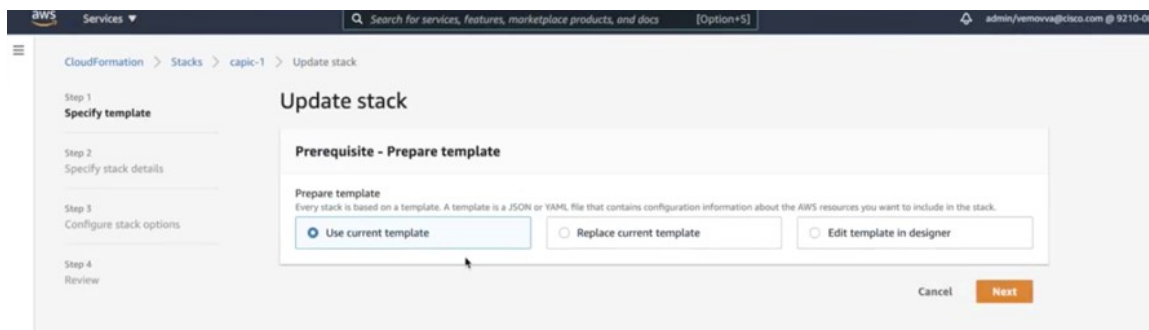 aws
Services ▼
Search for services, features, marketplace products, and docs [Option+S]
admin/vemovva@cisco.com @ 9210-0
CloudFormation > Stacks > capic-1 > Update stack
Step 1
Specify template
Step 2
Specify stack details
Step 3
Configure stack options
Step 4
Review
Update stack
Prerequisite - Prepare template
Prepare template
Every stack is based on a template. A template is a JSON or YAML file that contains configuration information about the AWS resources you want to include in the stack.
Use current template
Replace current template
Edit template in designer
Cancel
Next